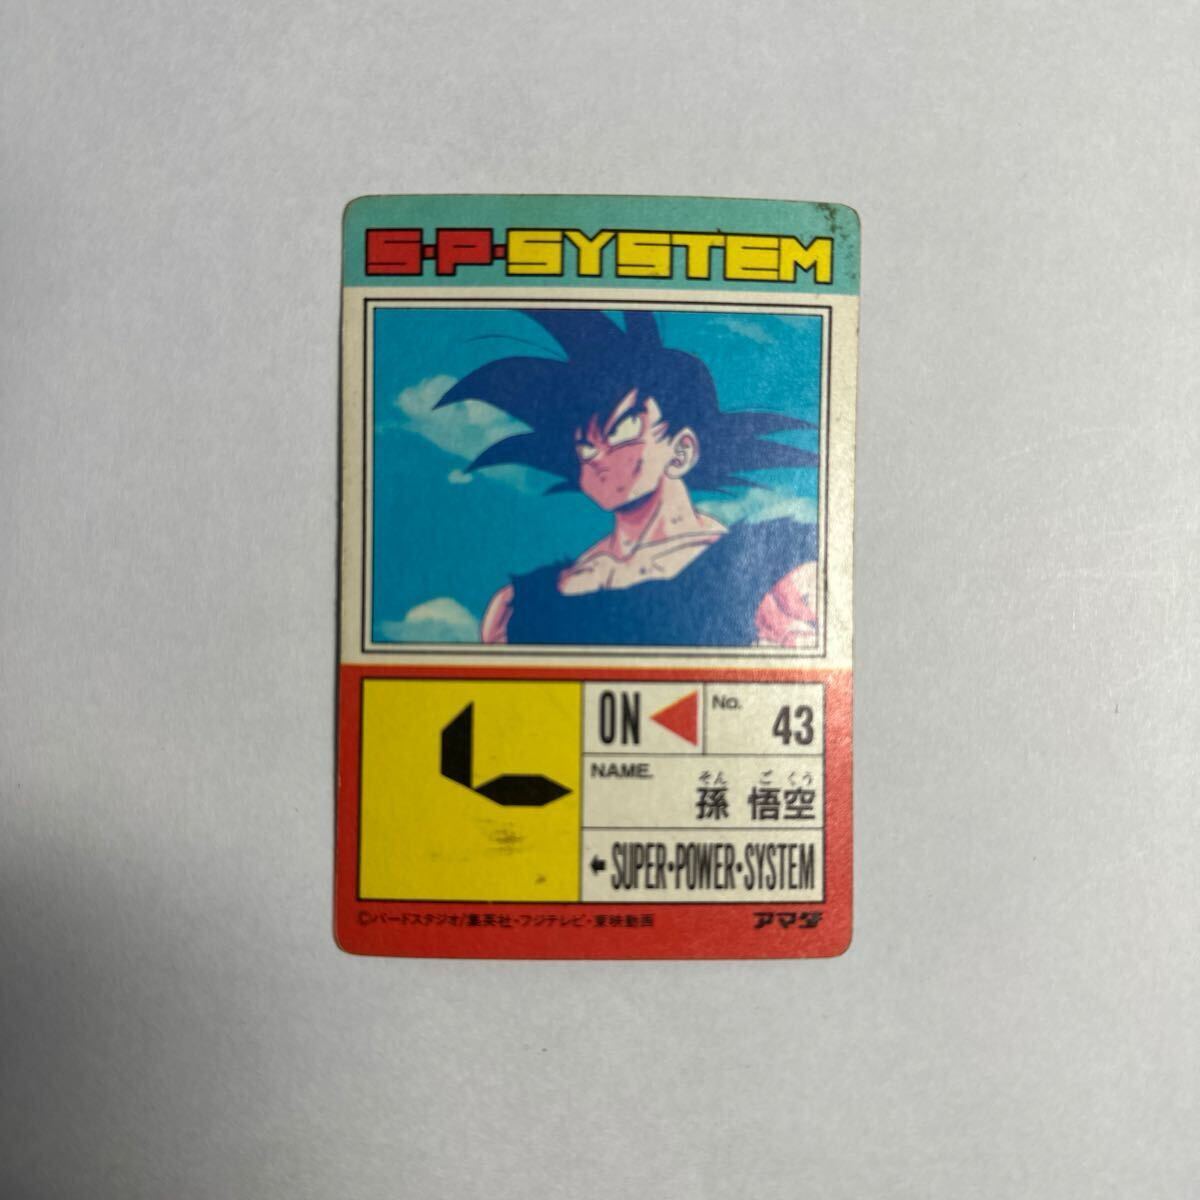 S・P・SYSTEM
ON
No. 43
NAME.
そん ご くう
孫 悟空
SUPER・POWER・SYSTEM
©バードスタジオ/集英社・フジテレビ・東映動画
アマダ